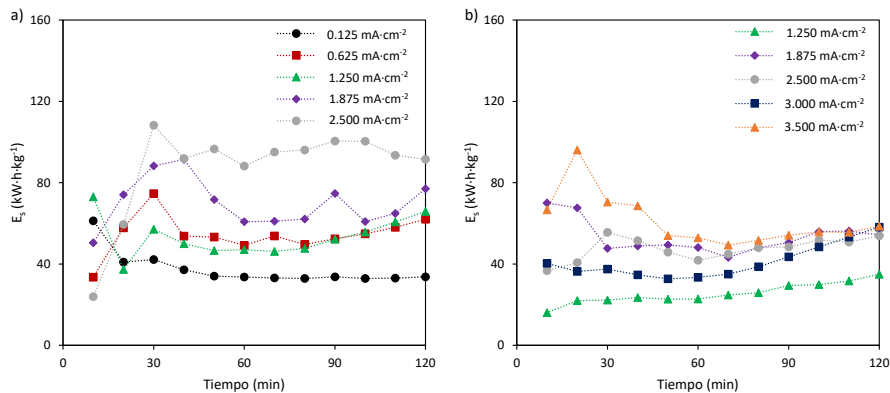 a)
160
120
80
40
0
E_s (kW·h·kg⁻¹)
0 30 60 90 120
Tiempo (min)
0.125 mA·cm⁻²
0.625 mA·cm⁻²
1.250 mA·cm⁻²
1.875 mA·cm⁻²
2.500 mA·cm⁻²
b)
160
120
80
40
0
E_s (kW·h·kg⁻¹)
0 30 60 90 120
Tiempo (min)
1.250 mA·cm⁻²
1.875 mA·cm⁻²
2.500 mA·cm⁻²
3.000 mA·cm⁻²
3.500 mA·cm⁻²